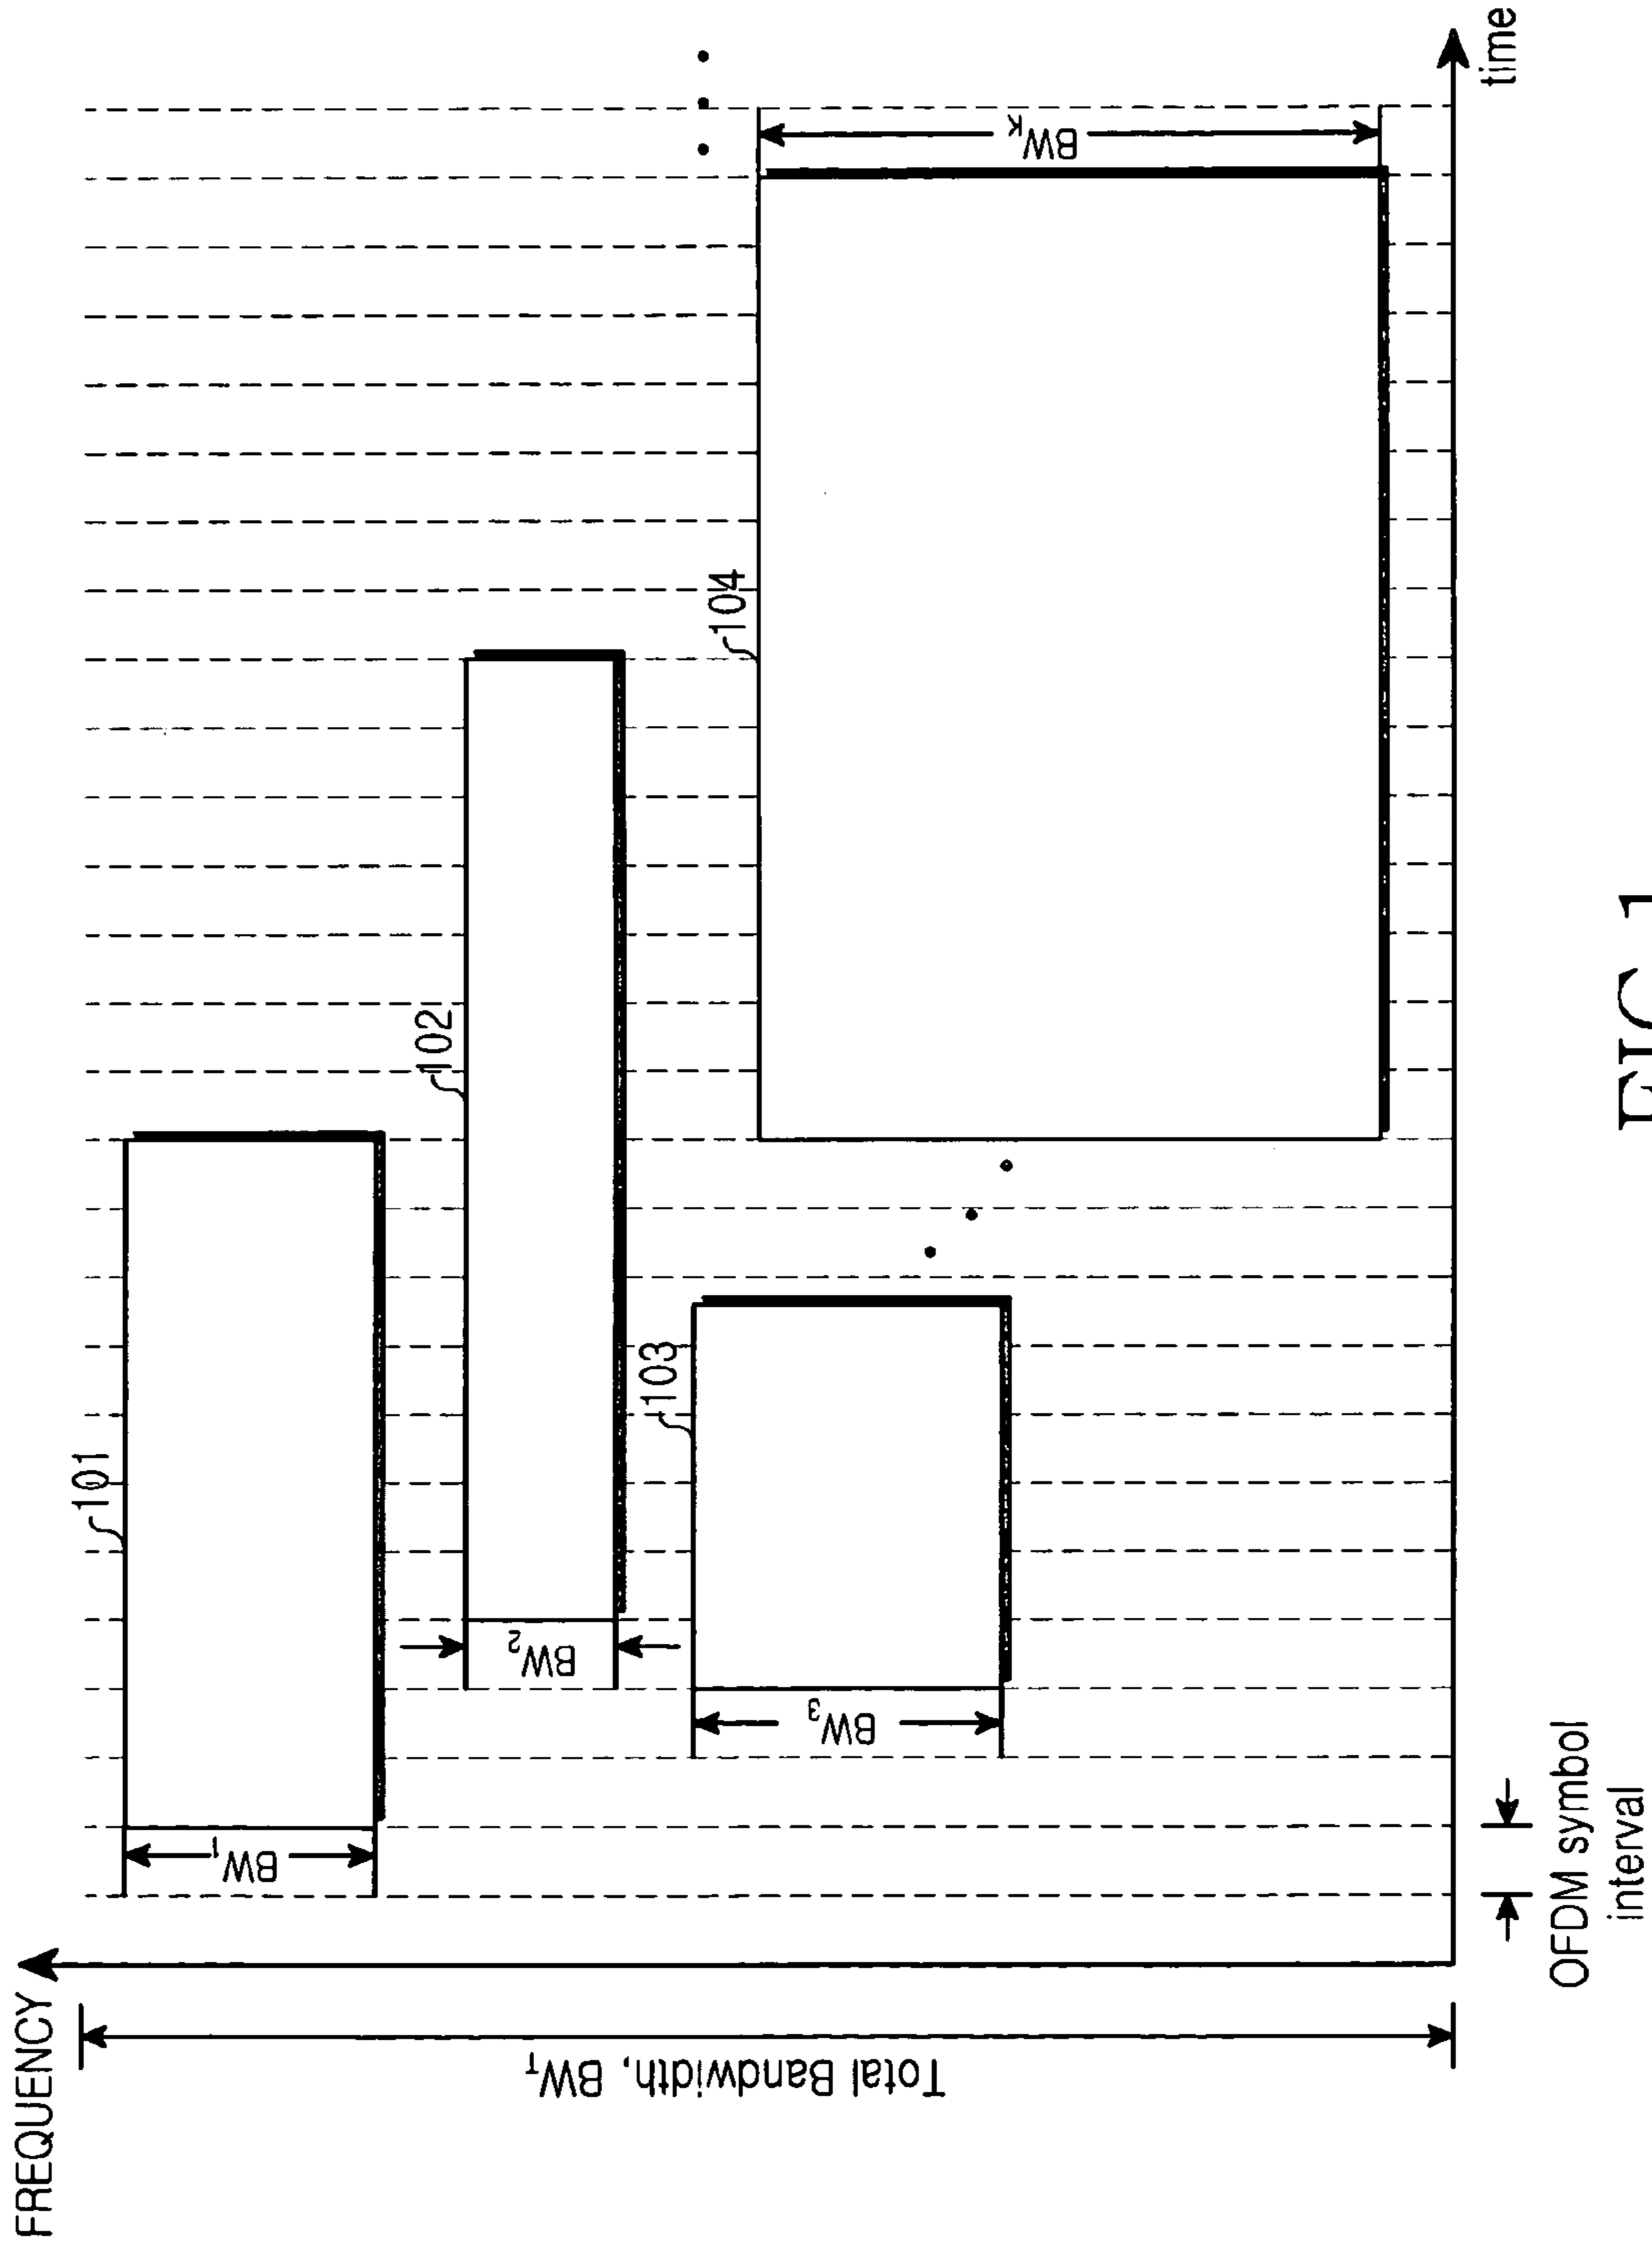 FREQUENCY
Total Bandwidth, BW_T
BW_1
101
BW_2
102
BW_3
103
BW_K
104
time
OFDM symbol
interval
FIG.1